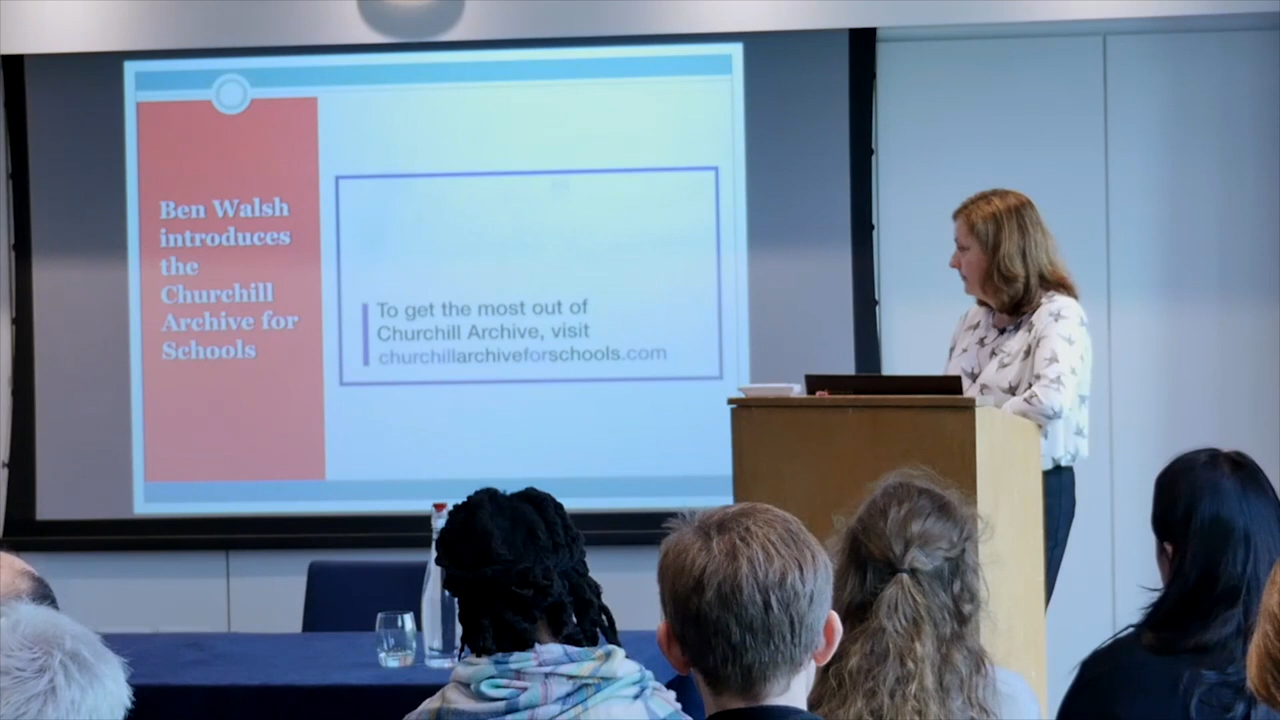 Ben Walsh
introduces
the
Churchill
Archive for
Schools
To get the most out of
Churchill Archive, visit
churchillarchiveforschools.com